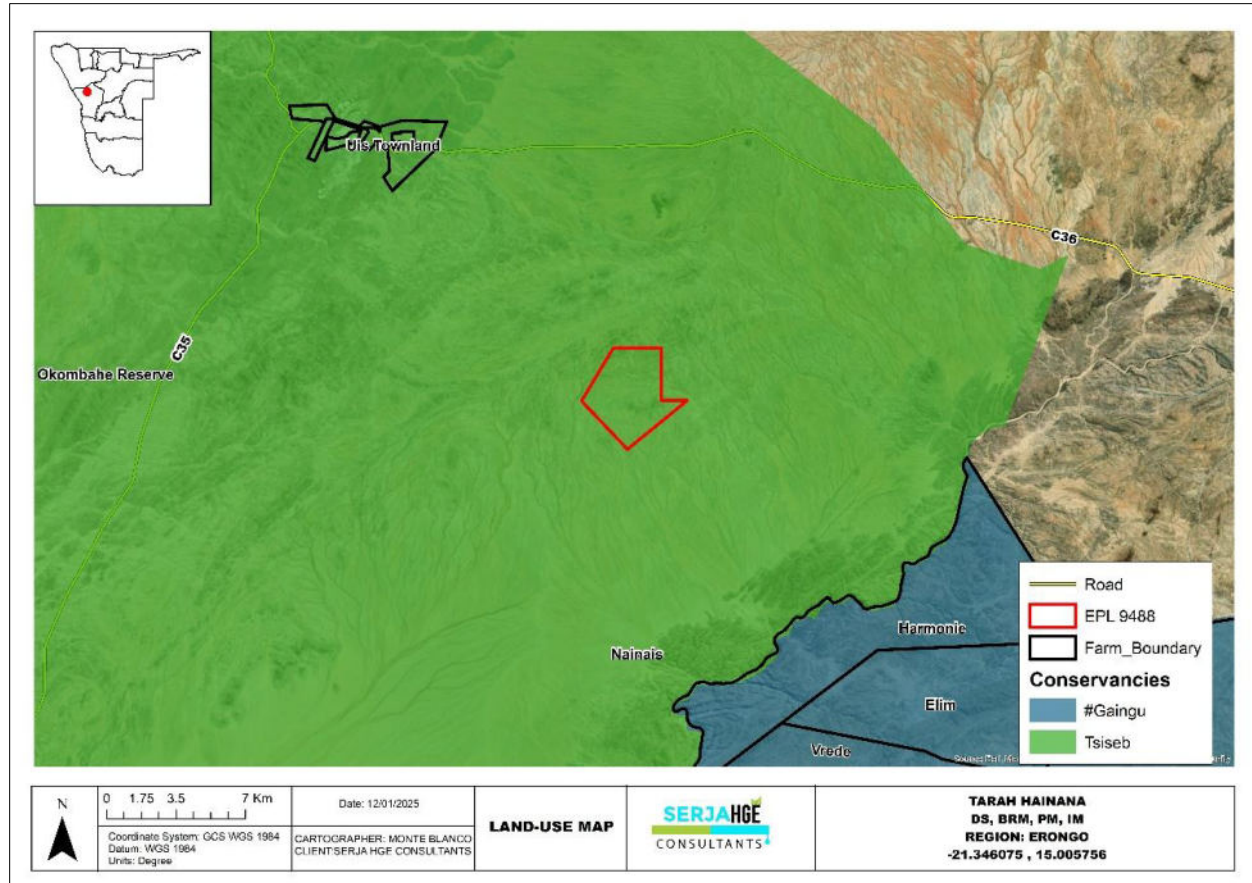 Uis Townland
C36
C35
Okombahe Reserve
Nainais
Harmonic
Elim
Vrede
Road
EPL 9488
Farm_Boundary
Conservancies
#Gaingu
Tsiseb
N
0 1.75 3.5 7 Km
Coordinate System: GCS WGS 1984
Datum: WGS 1984
Units: Degree
Date: 12/01/2025
CARTOGRAPHER: MONTE BLANCO
CLIENT:SERJA HGE CONSULTANTS
LAND-USE MAP
SERJAHGE
CONSULTANTS
TARAH HAINANA
DS, BRM, PM, IM
REGION: ERONGO
-21.346075 , 15.005756